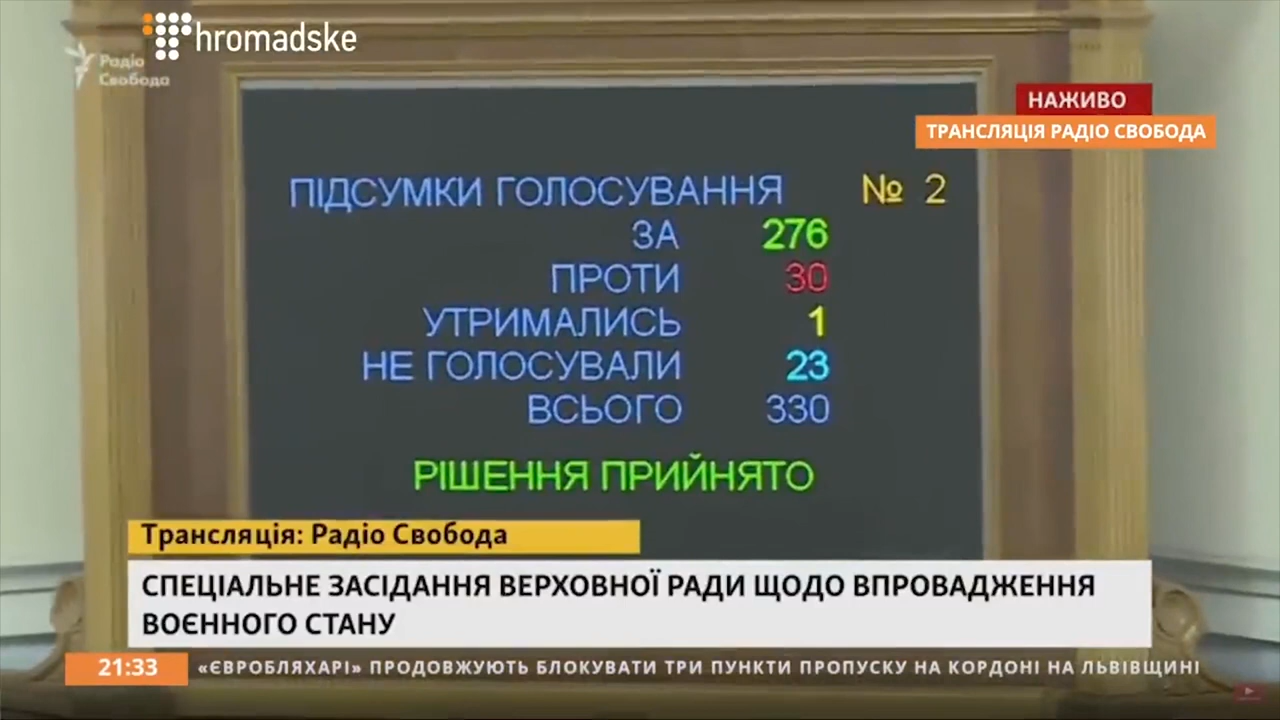 hromadske
Радіо
Свобода
НАЖИВО
ТРАНСЛЯЦІЯ РАДІО СВОБОДА
ПІДСУМКИ ГОЛОСУВАННЯ № 2
ЗА 276
ПРОТИ 30
УТРИМАЛИСЬ 1
НЕ ГОЛОСУВАЛИ 23
ВСЬОГО 330
РІШЕННЯ ПРИЙНЯТО
Трансляція: Радіо Свобода
СПЕЦІАЛЬНЕ ЗАСІДАННЯ ВЕРХОВНОЇ РАДИ ЩОДО ВПРОВАДЖЕННЯ
ВОЄННОГО СТАНУ
21:33 «ЄВРОБЛЯХАРІ» ПРОДОВЖУЮТЬ БЛОКУВАТИ ТРИ ПУНКТИ ПРОПУСКУ НА КОРДОНІ НА ЛЬВІВЩИНІ